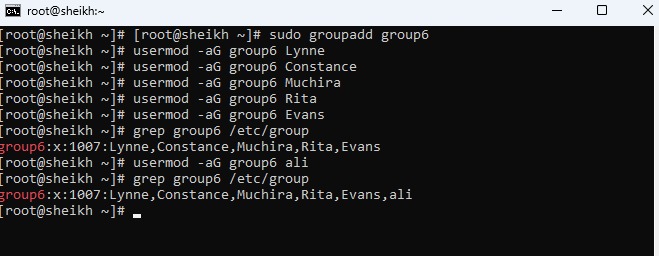 root@sheikh:~
[root@sheikh ~]# [root@sheikh ~]# sudo groupadd group6
[root@sheikh ~]# usermod -aG group6 Lynne
[root@sheikh ~]# usermod -aG group6 Constance
[root@sheikh ~]# usermod -aG group6 Muchira
[root@sheikh ~]# usermod -aG group6 Rita
[root@sheikh ~]# usermod -aG group6 Evans
[root@sheikh ~]# grep group6 /etc/group
group6:x:1007:Lynne,Constance,Muchira,Rita,Evans
[root@sheikh ~]# usermod -aG group6 ali
[root@sheikh ~]# grep group6 /etc/group
group6:x:1007:Lynne,Constance,Muchira,Rita,Evans,ali
[root@sheikh ~]#